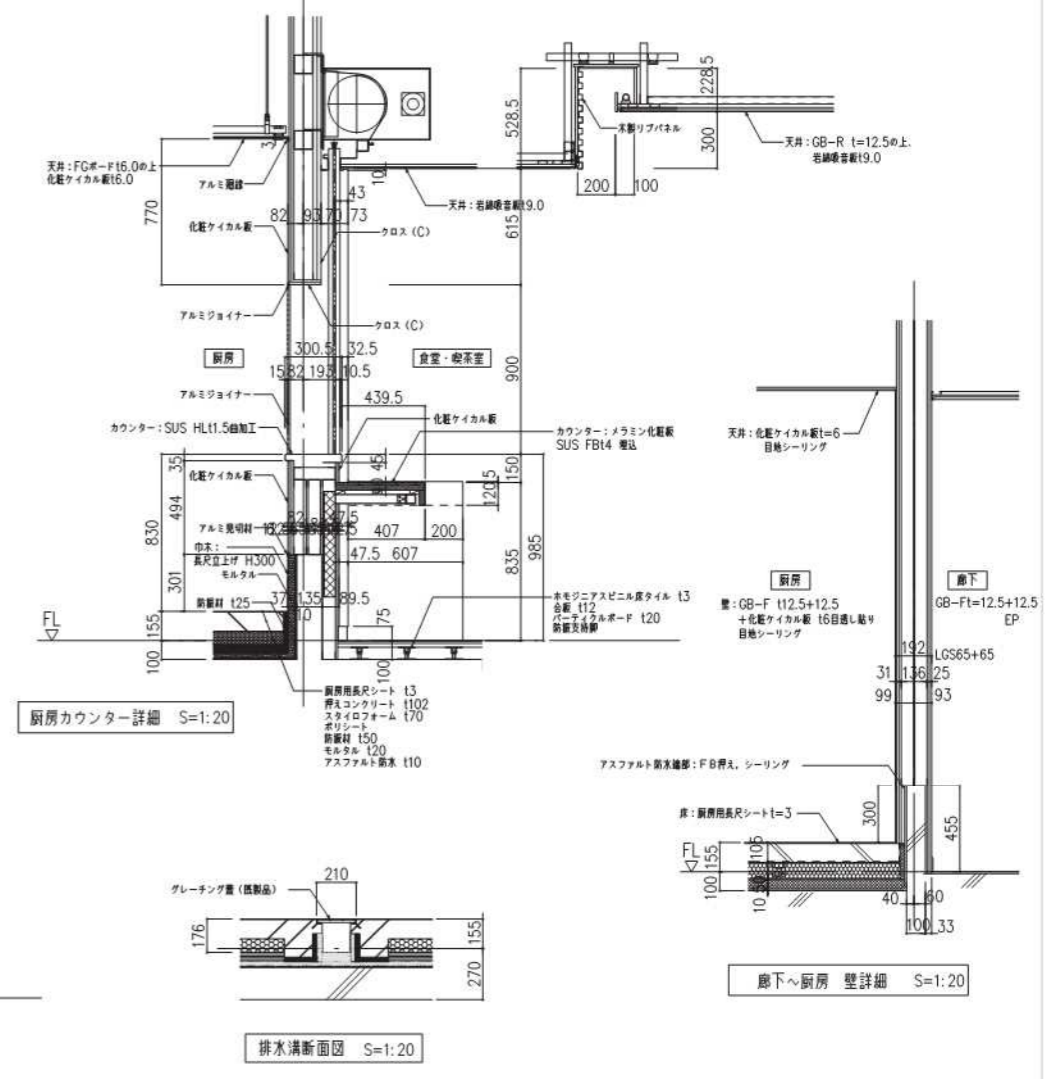 528.5
228.5
300
木製リブパネル
天井：GB-R t=12.5の上,
岩綿吸音板t9.0
200
100
天井：FGボードt6.0の上
化粧ケイカル板t6.0
アルミ廻縁
770
10
43
82
93
70
73
天井：岩綿吸音板t9.0
615
化粧ケイカル板
クロス（C）
アルミジョイナー
クロス（C）
厨房
300.5
32.5
食堂・喫茶室
15
82
193
10.5
900
アルミジョイナー
439.5
化粧ケイカル板
カウンター：SUS HLt1.5曲加工
カウンター：メラミン化粧板
SUS FBt4 埋込
35
45
150
120.5
化粧ケイカル板
494
830
アルミ見切材
82
47.5
407
200
835
985
巾木：
長尺立上げ H300
47.5
607
モルタル
301
防振材 t25
37
135
89.5
10
75
ホモジニアスビニル床タイル t3
合板 t12
パーティクルボード t20
防振支持脚
FL
155
100
100
厨房用長尺シート t3
押えコンクリート t102
スタイロフォーム t70
ポリシート
防振材 t50
モルタル t20
アスファルト防水 t10
厨房カウンター詳細 S=1:20
天井：化粧ケイカル板t=6
目地シーリング
厨房
廊下
壁：GB-F t12.5+12.5
+化粧ケイカル板 t6目透し貼り
目地シーリング
GB-Ft=12.5+12.5
EP
192
LGS65+65
31
136
25
99
93
アスファルト防水端部：FB押え，シーリング
床：厨房用長尺シートt=3
300
455
FL
155
105
100
10
50
40
60
100
33
廊下～厨房 壁詳細 S=1:20
グレーチング蓋（既製品）
210
176
155
270
排水溝断面図 S=1:20